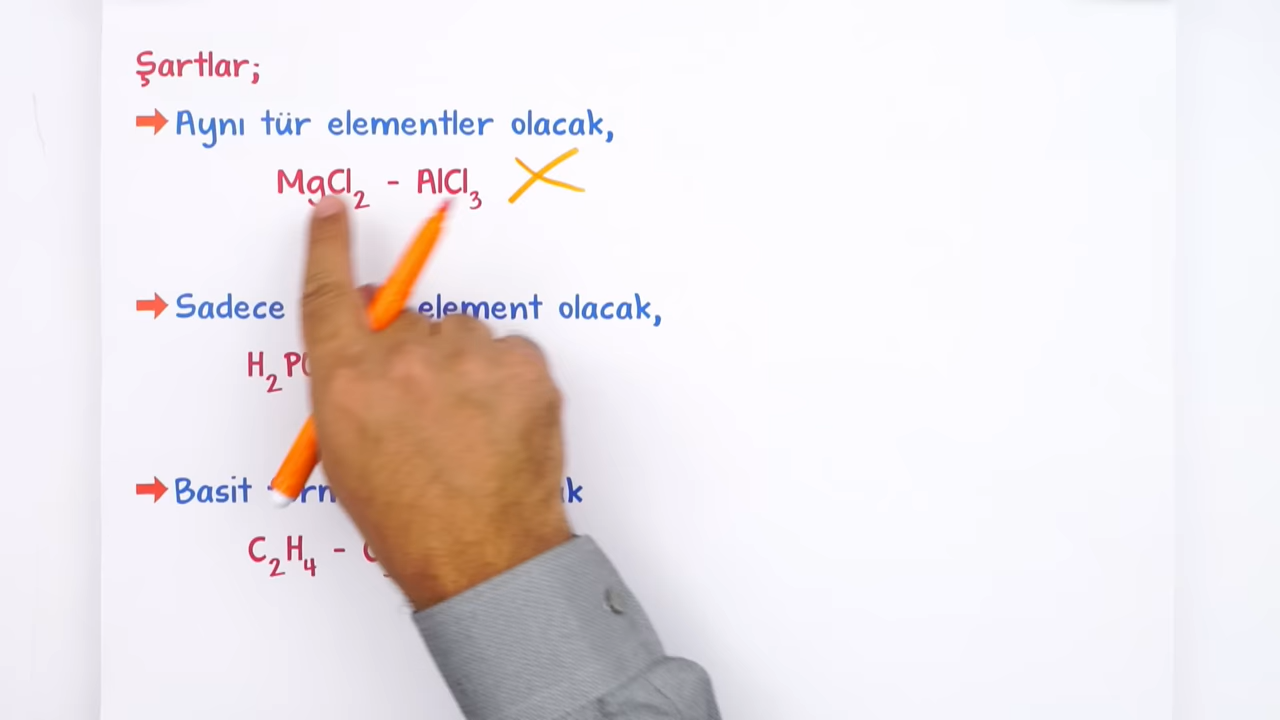 Şartlar;
Aynı tür elementler olacak,
MgCl₂ - AlCl₃
Sadece element olacak,
H₂P
Basit
C₂H₄ -